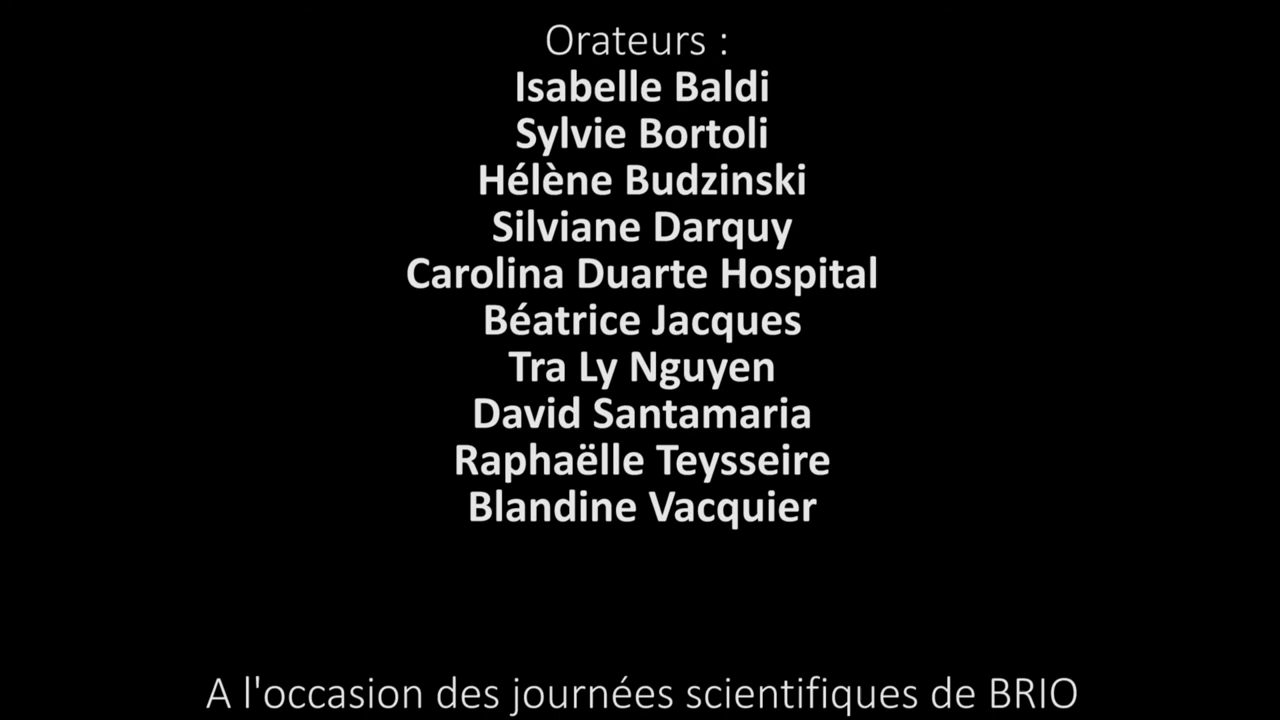 Orateurs :
Isabelle Baldi
Sylvie Bortoli
Hélène Budzinski
Silviane Darquy
Carolina Duarte Hospital
Béatrice Jacques
Tra Ly Nguyen
David Santamaria
Raphaëlle Teysseire
Blandine Vacquier
A l'occasion des journées scientifiques de BRIO